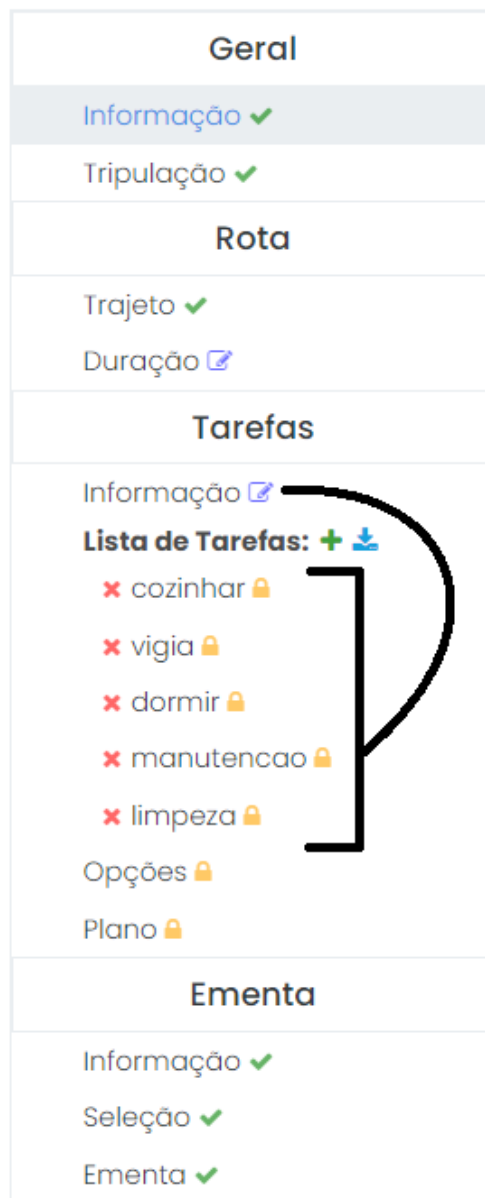 Geral
Informação
Tripulação
Rota
Trajeto
Duração
Tarefas
Informação
Lista de Tarefas:
cozinhar
vigia
dormir
manutencao
limpeza
Opções
Plano
Ementa
Informação
Seleção
Ementa